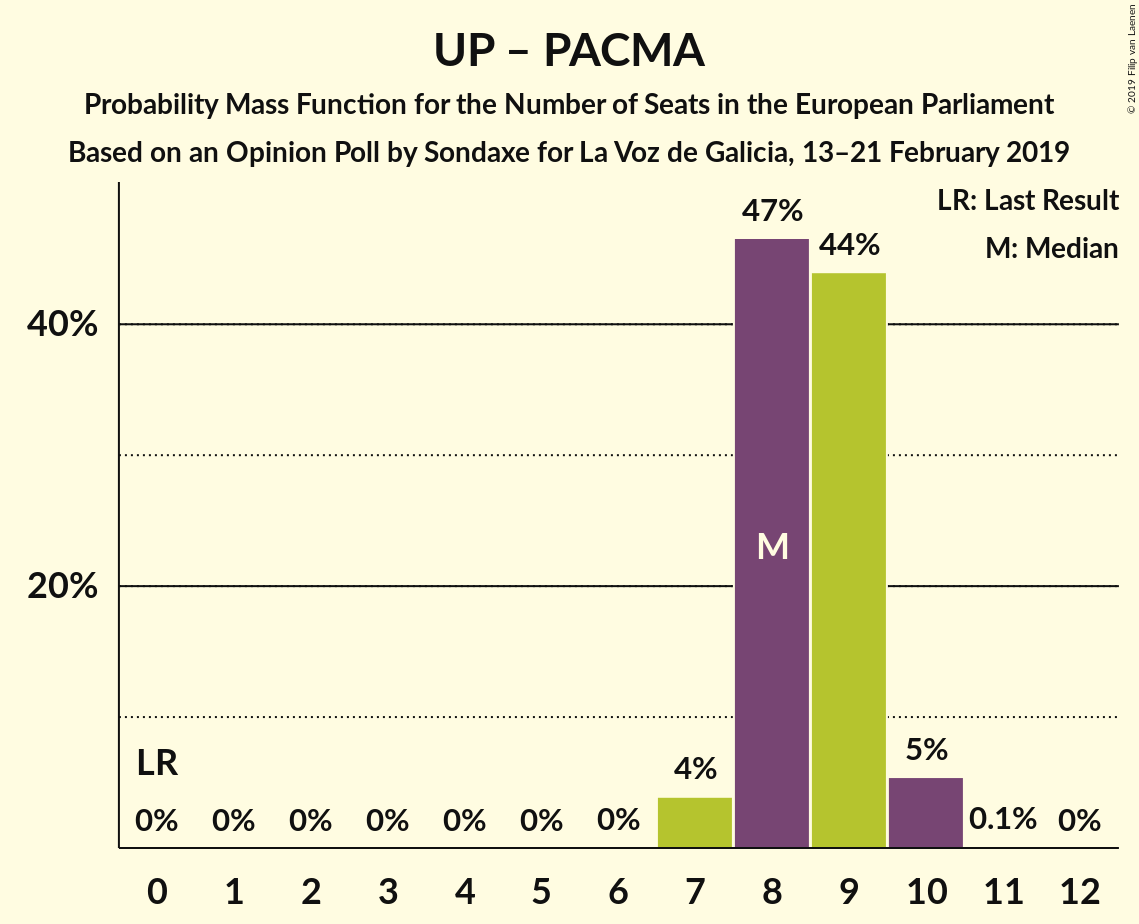 UP – PACMA
Probability Mass Function for the Number of Seats in the European Parliament
Based on an Opinion Poll by Sondaxe for La Voz de Galicia, 13–21 February 2019
© 2019 Filip van Laenen
LR: Last Result
M: Median
47%
44%
40%
M
20%
LR
0% 0% 0% 0% 0% 0% 0% 4% 5% 0.1% 0%
0 1 2 3 4 5 6 7 8 9 10 11 12